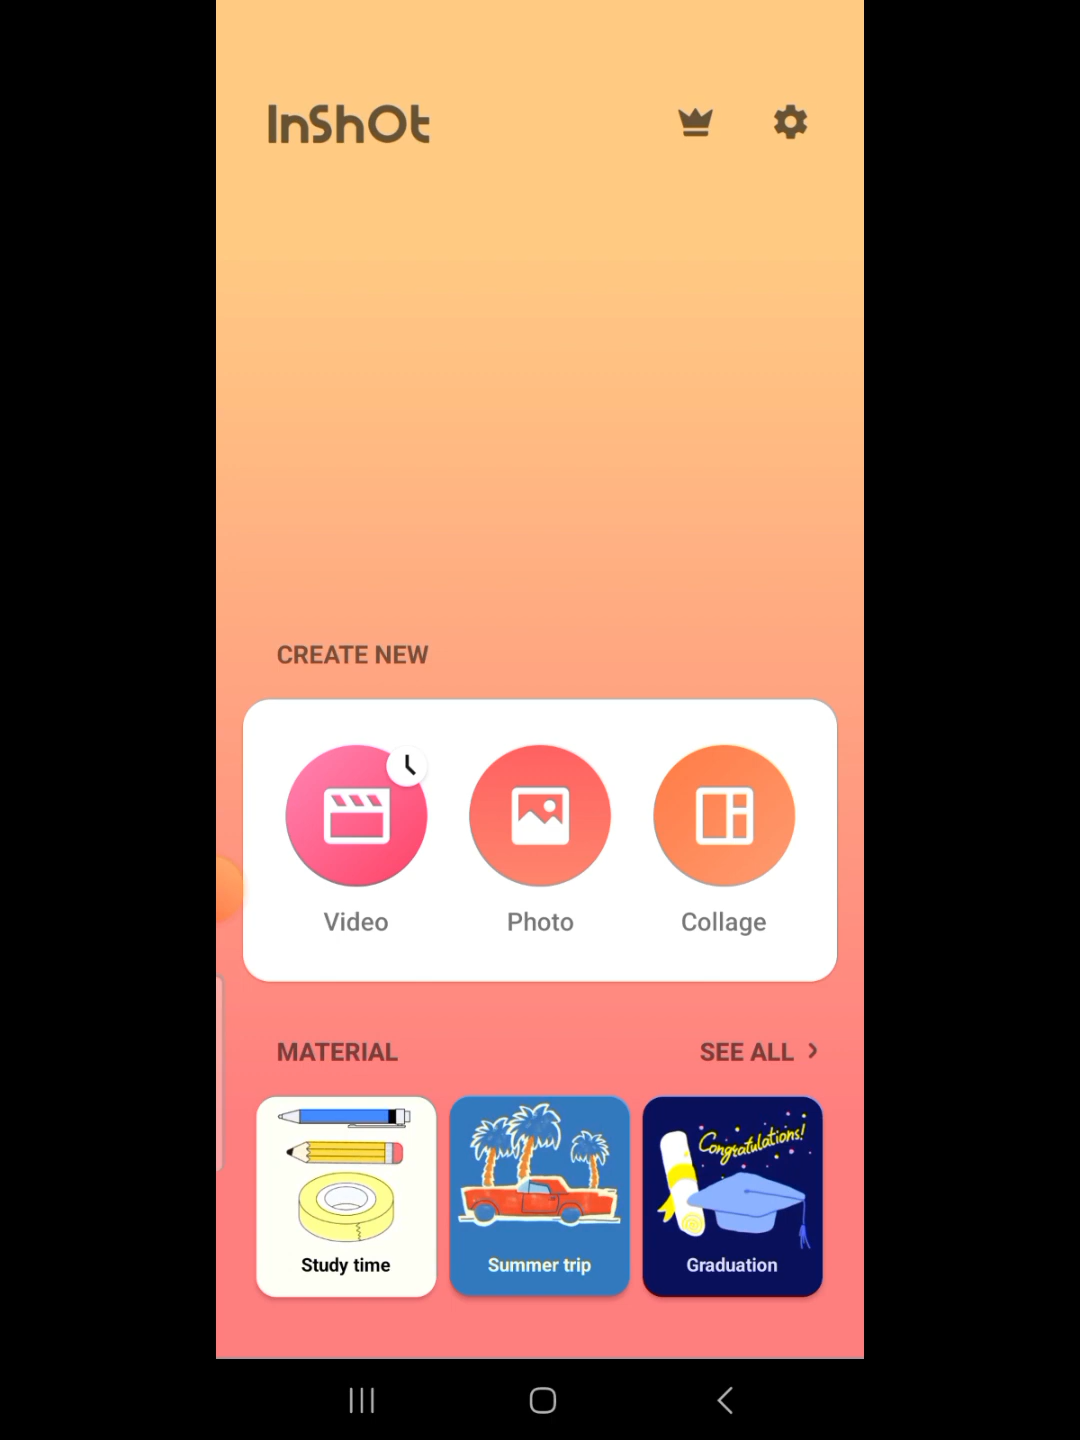 InShOt
CREATE NEW
Video
Photo
Collage
MATERIAL
SEE ALL
Congratulations!
Study time
Summer trip
Graduation